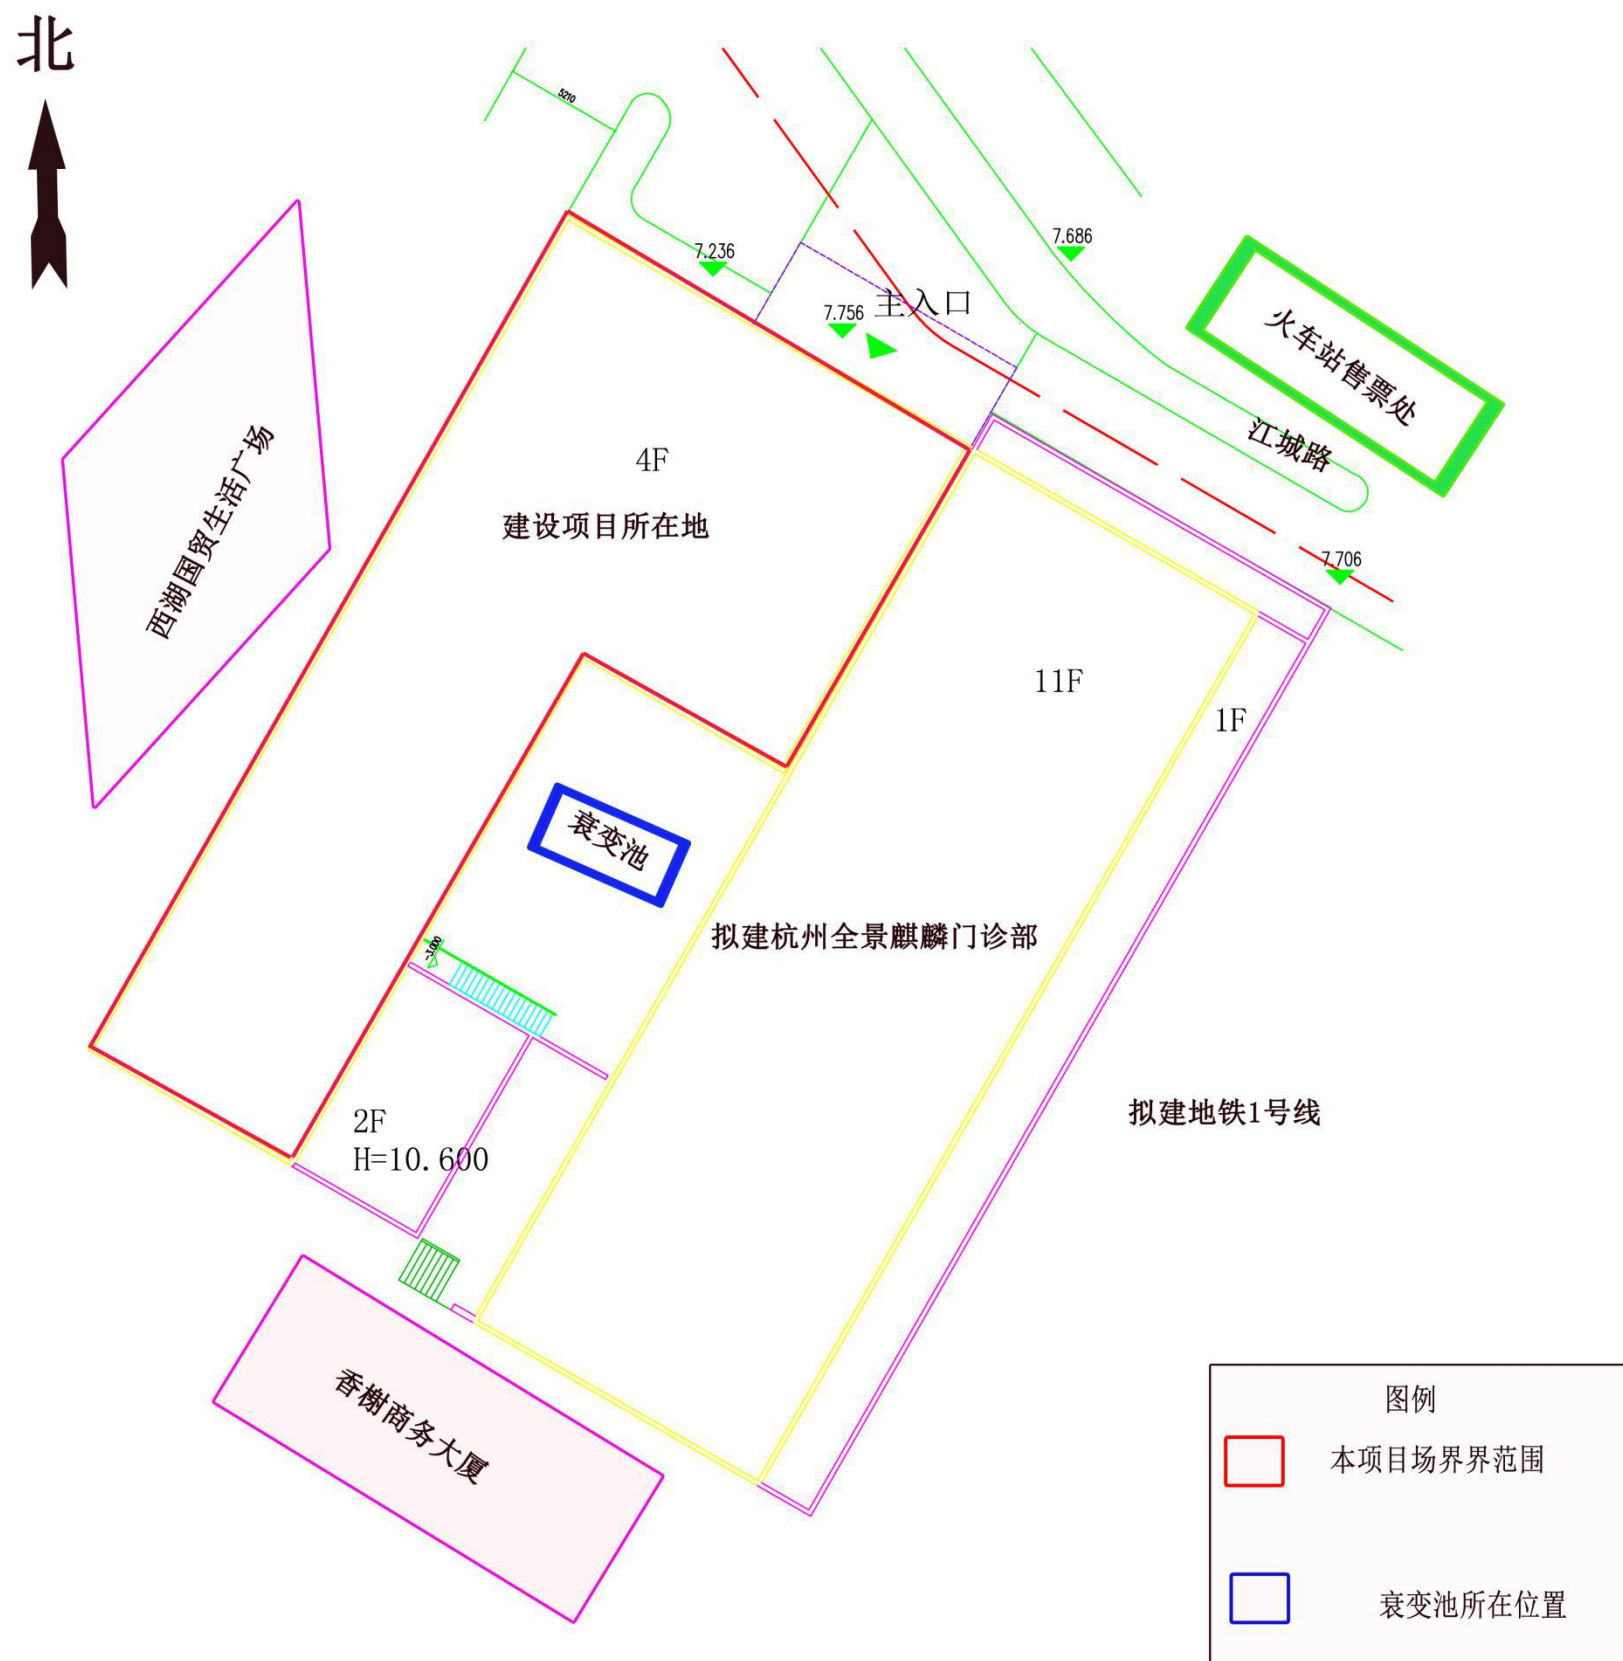 北
5210
7.236
7.686
主入口
7.756
火车站售票处
江城路
4F
西湖国贸生活广场
建设项目所在地
7.706
11F
1F
衰变池
拟建杭州全景麒麟门诊部
-3.000
拟建地铁1号线
2F
H=10.600
香榭商务大厦
图例
本项目场界界范围
衰变池所在位置